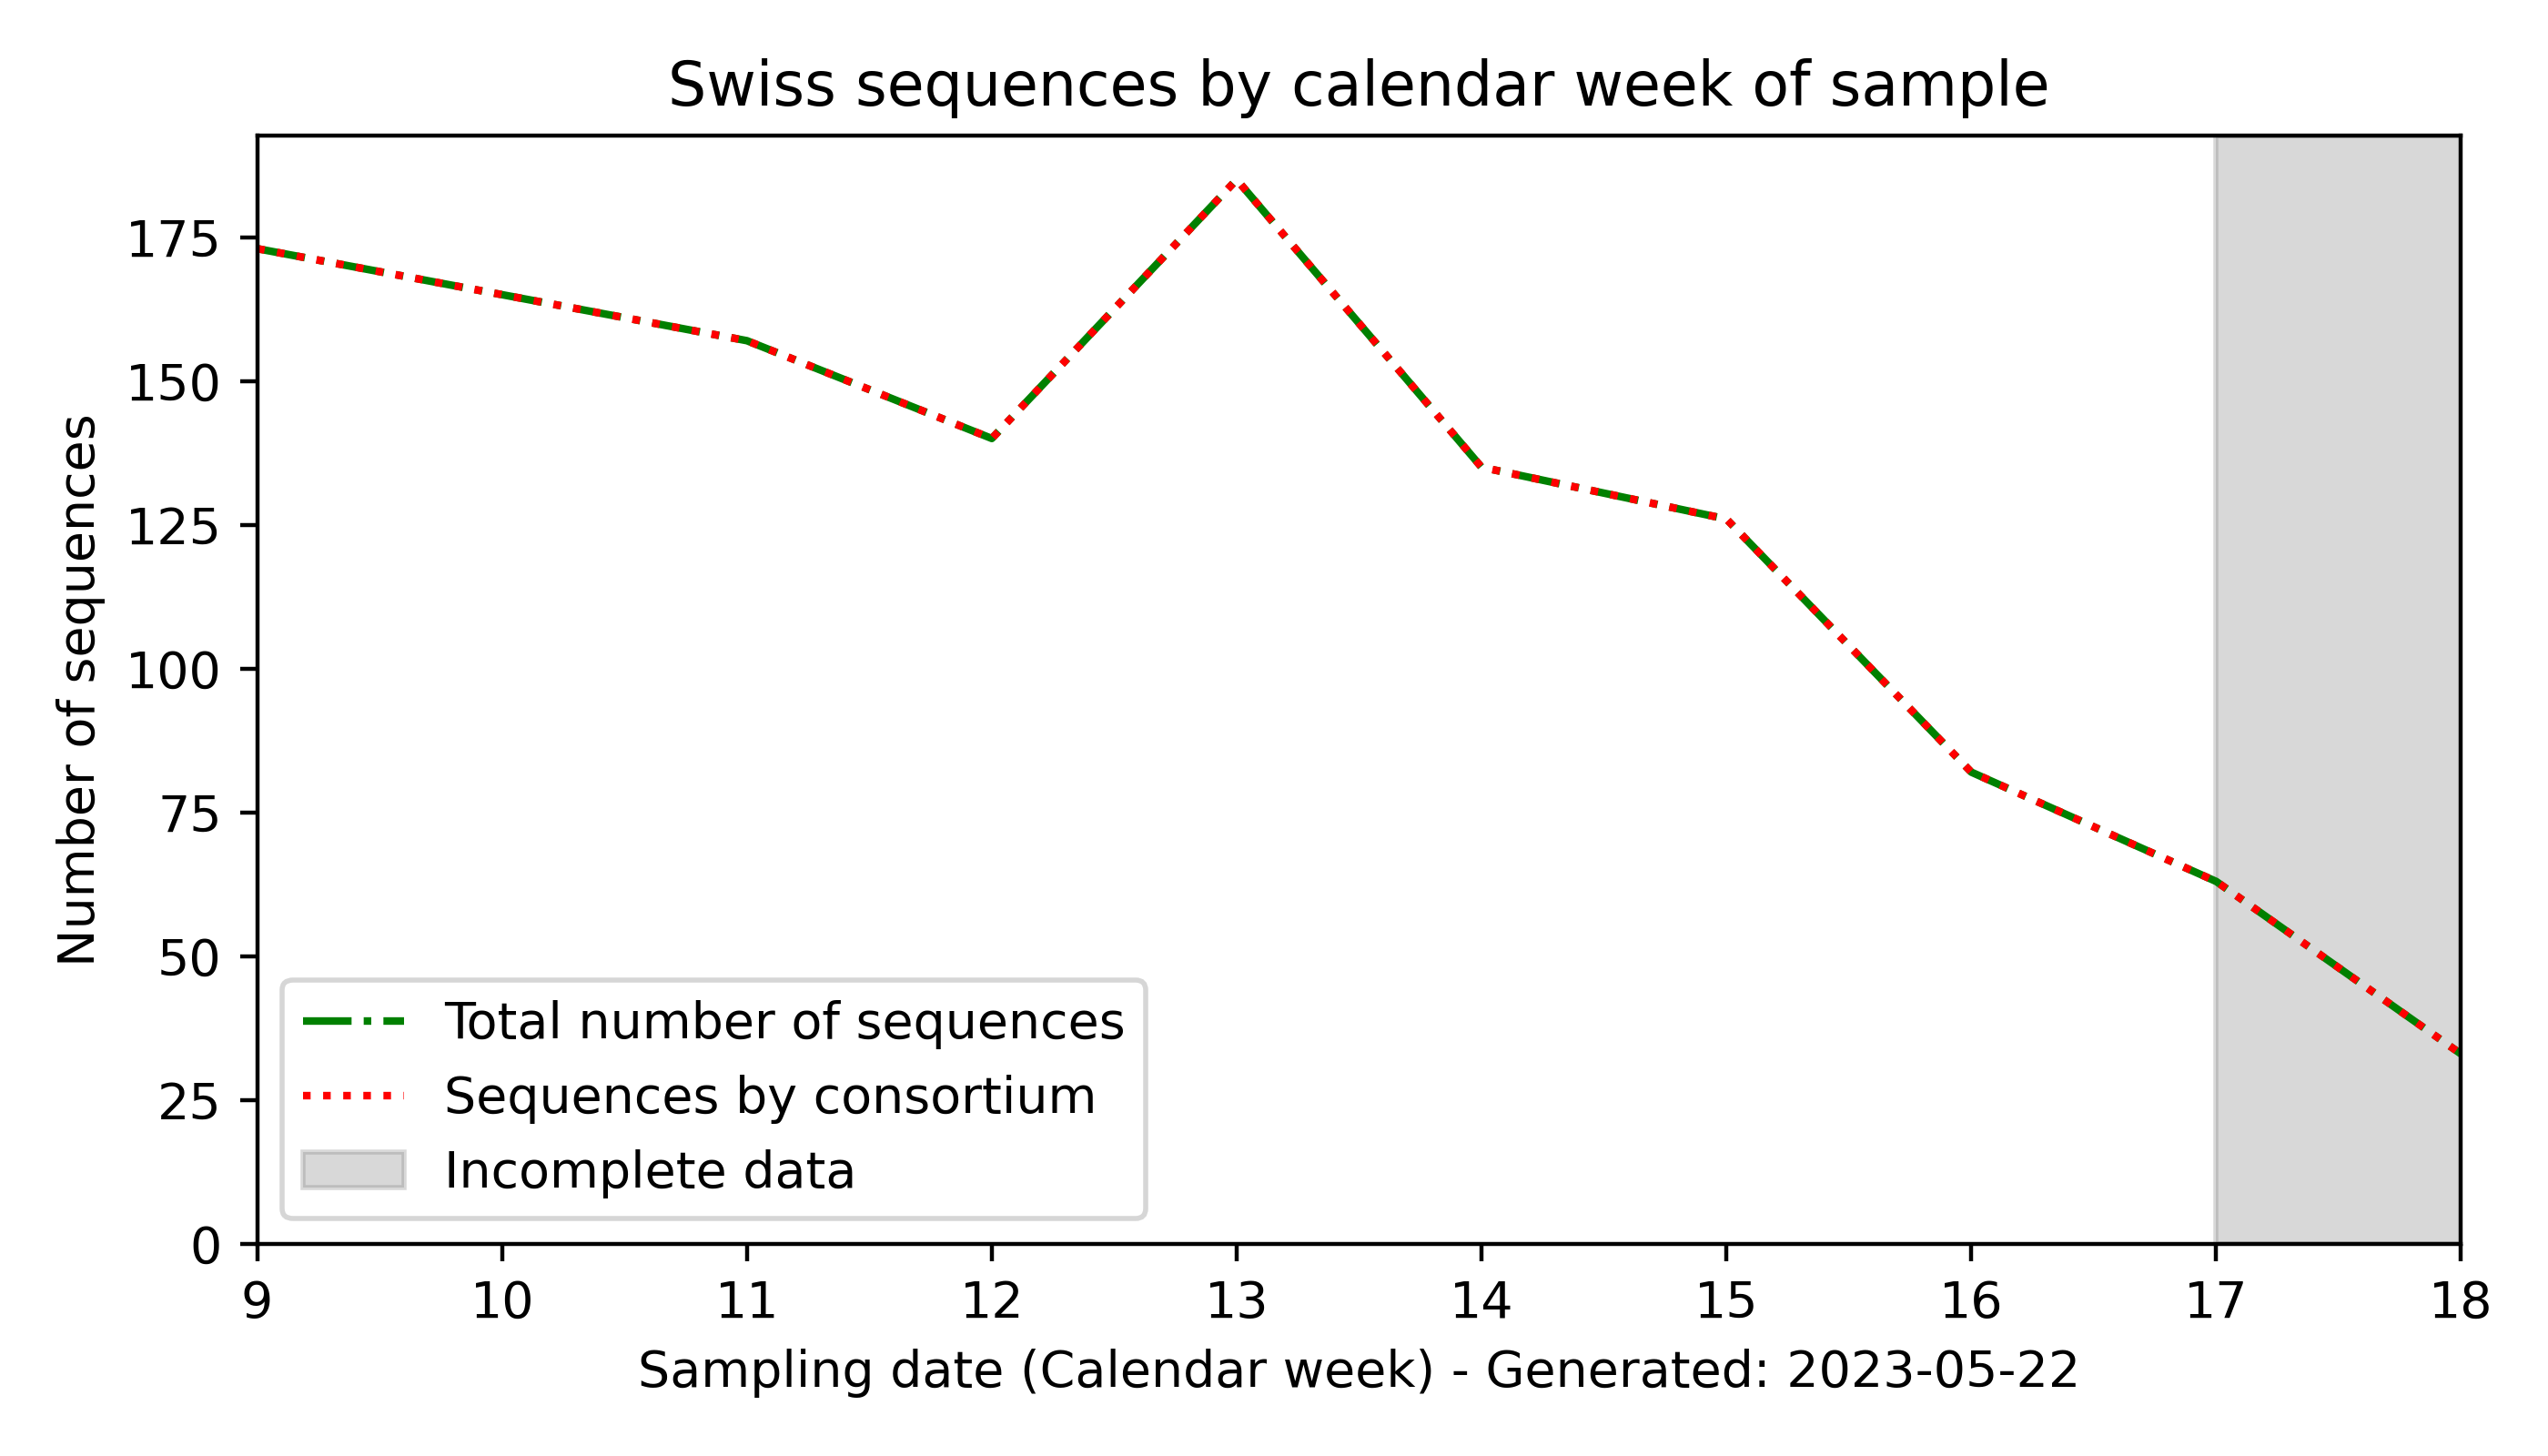 Swiss sequences by calendar week of sample
Number of sequences
175
150
125
100
75
50
25
0
Total number of sequences
Sequences by consortium
Incomplete data
9 10 11 12 13 14 15 16 17 18
Sampling date (Calendar week) - Generated: 2023-05-22